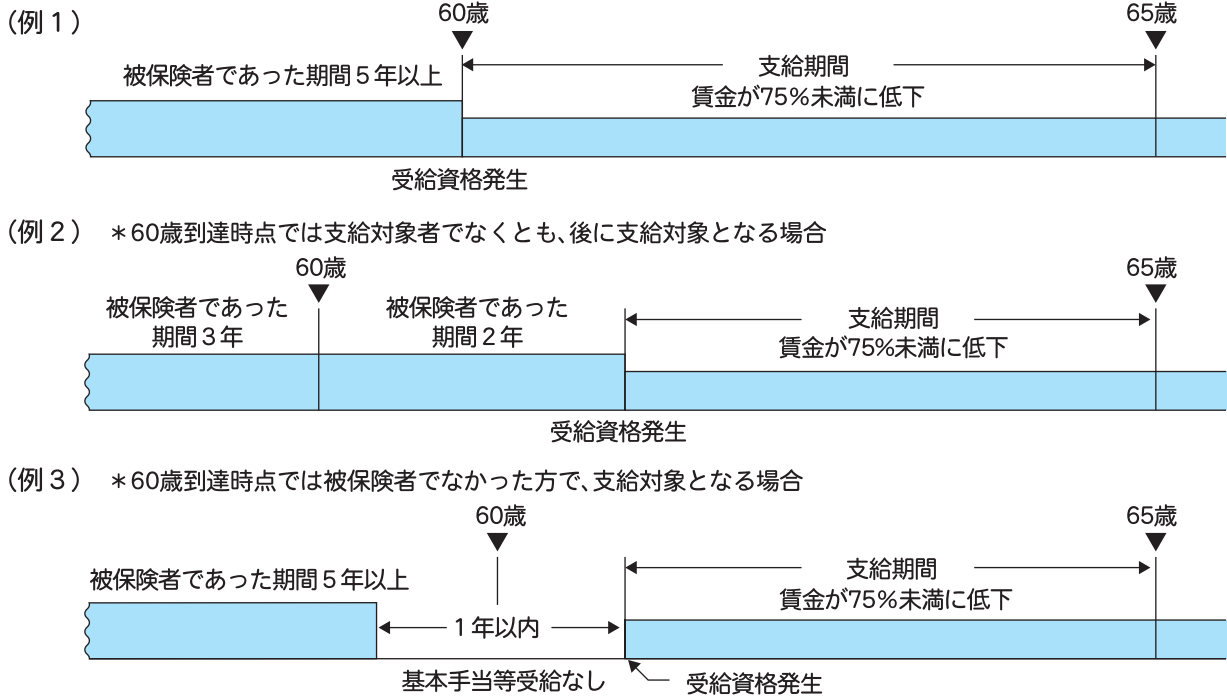 （例１）
60歳
65歳
被保険者であった期間５年以上
支給期間
賃金が75%未満に低下
受給資格発生
（例２） ＊60歳到達時点では支給対象者でなくとも、後に支給対象となる場合
60歳
65歳
被保険者であった
期間３年
被保険者であった
期間２年
支給期間
賃金が75%未満に低下
受給資格発生
（例３） ＊60歳到達時点では被保険者でなかった方で、支給対象となる場合
60歳
65歳
被保険者であった期間５年以上
支給期間
賃金が75%未満に低下
１年以内
基本手当等受給なし
受給資格発生